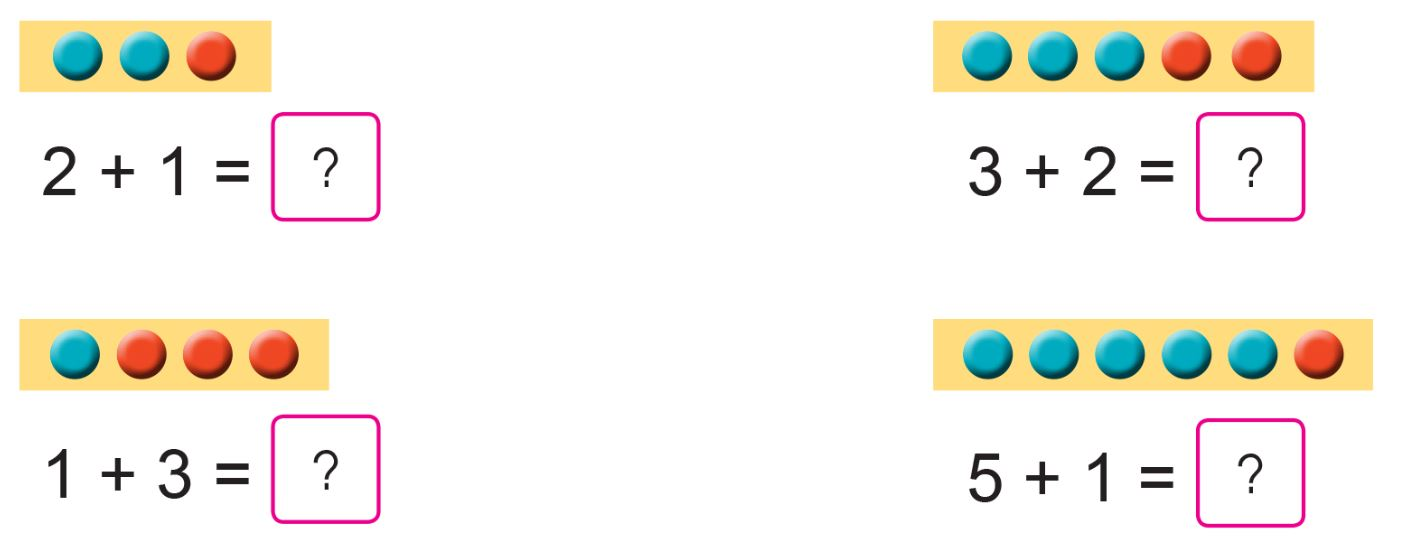 2 + 1 = ?
3 + 2 = ?
1 + 3 = ?
5 + 1 = ?